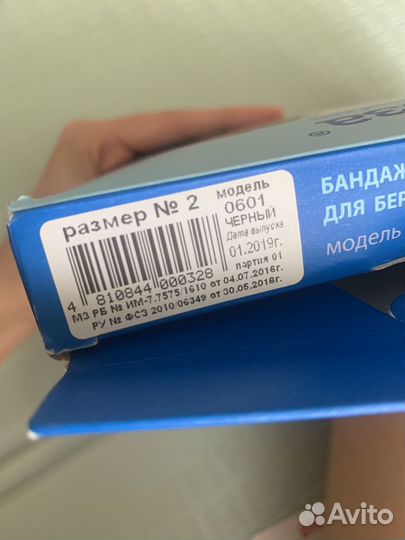 размер № 2
модель
0601
ЧЕРНЫЙ
Дата выпуска
01.2019г.
партия 01
4 810844 000328
МЗ РБ № ИМ-7.7575/1610 от 04.07.2016г.
РУ № ФСЗ 2010/06349 от 30.05.2018г.
®
БАНДАЖ
ДЛЯ БЕР
модель
Avito